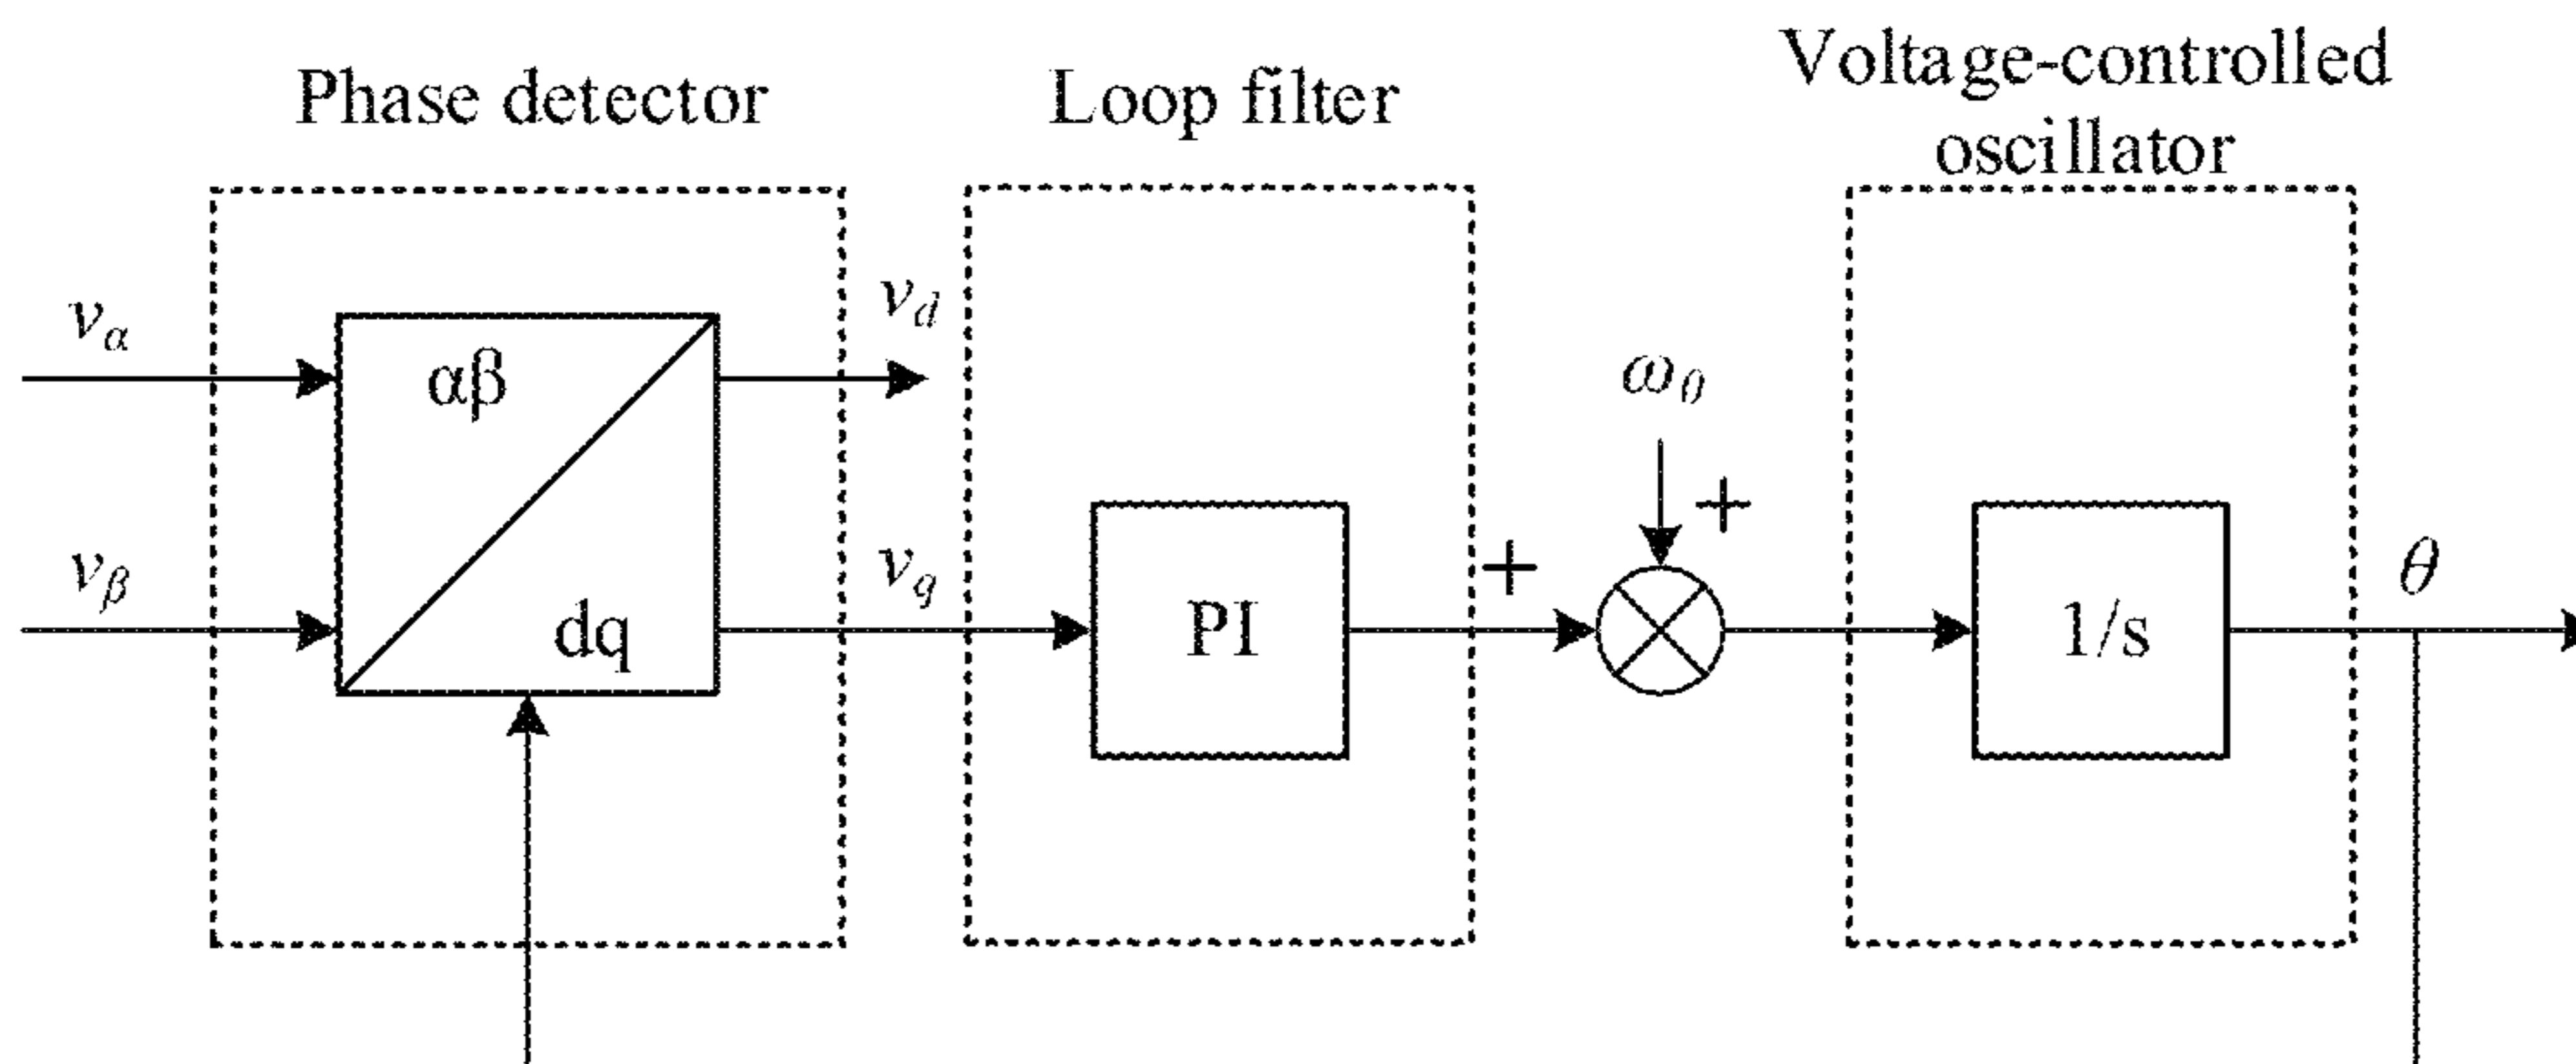 Phase detector
Loop filter
Voltage-controlled
oscillator
vα
vd
αβ
ω0
+
vβ
vq
+
θ
dq
PI
1/s